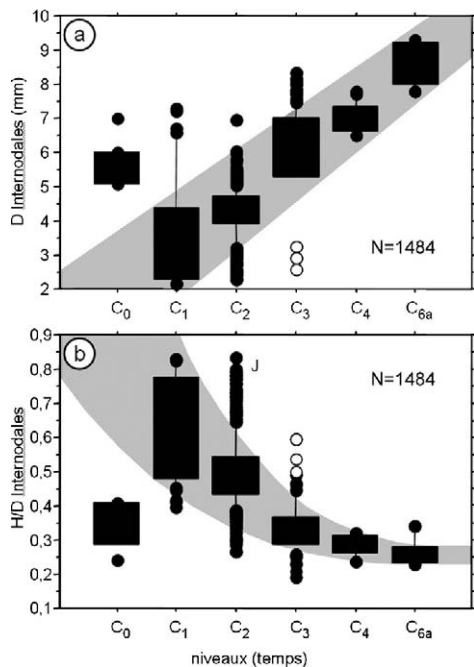 a
D Internodales (mm)
10
9
8
7
6
5
4
3
2
N=1484
C0 C1 C2 C3 C4 C6a
b
H/D Internodales
0,9
0,8
0,7
0,6
0,5
0,4
0,3
0,2
0,1
J
N=1484
C0 C1 C2 C3 C4 C6a
niveaux (temps)